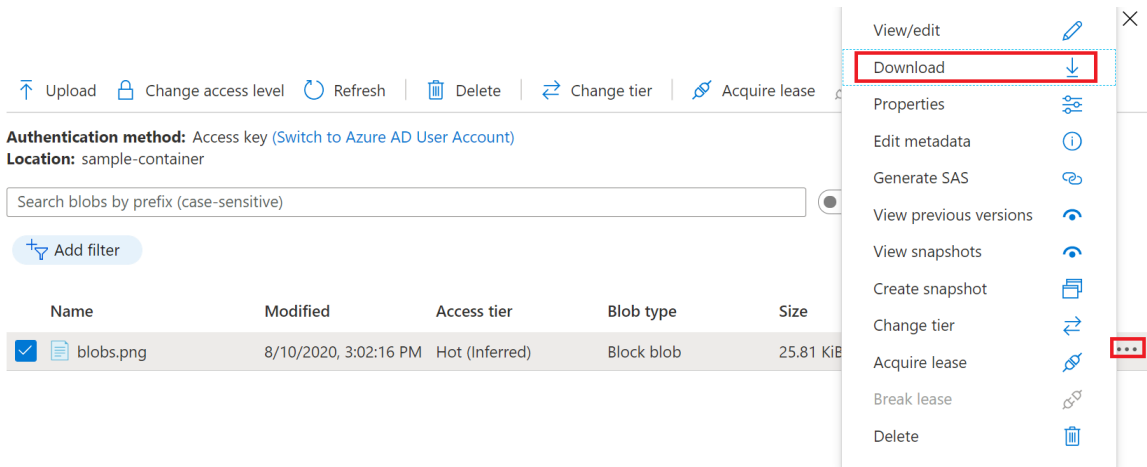 Upload Change access level Refresh Delete Change tier Acquire lease
Authentication method: Access key (Switch to Azure AD User Account)
Location: sample-container
Search blobs by prefix (case-sensitive)
Add filter
Name Modified Access tier Blob type Size
blobs.png 8/10/2020, 3:02:16 PM Hot (Inferred) Block blob 25.81 KiB
View/edit
Download
Properties
Edit metadata
Generate SAS
View previous versions
View snapshots
Create snapshot
Change tier
Acquire lease
Break lease
Delete